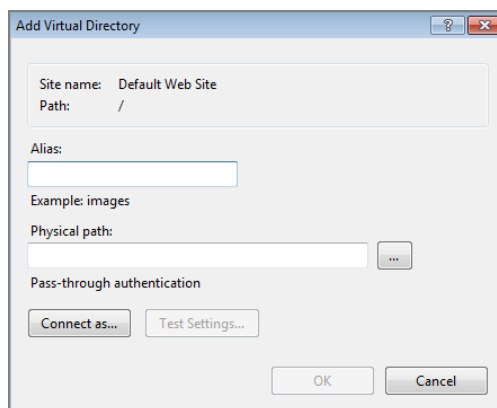 Add Virtual Directory
Site name: Default Web Site
Path: /
Alias:
Example: images
Physical path:
...
Pass-through authentication
Connect as... Test Settings...
OK Cancel